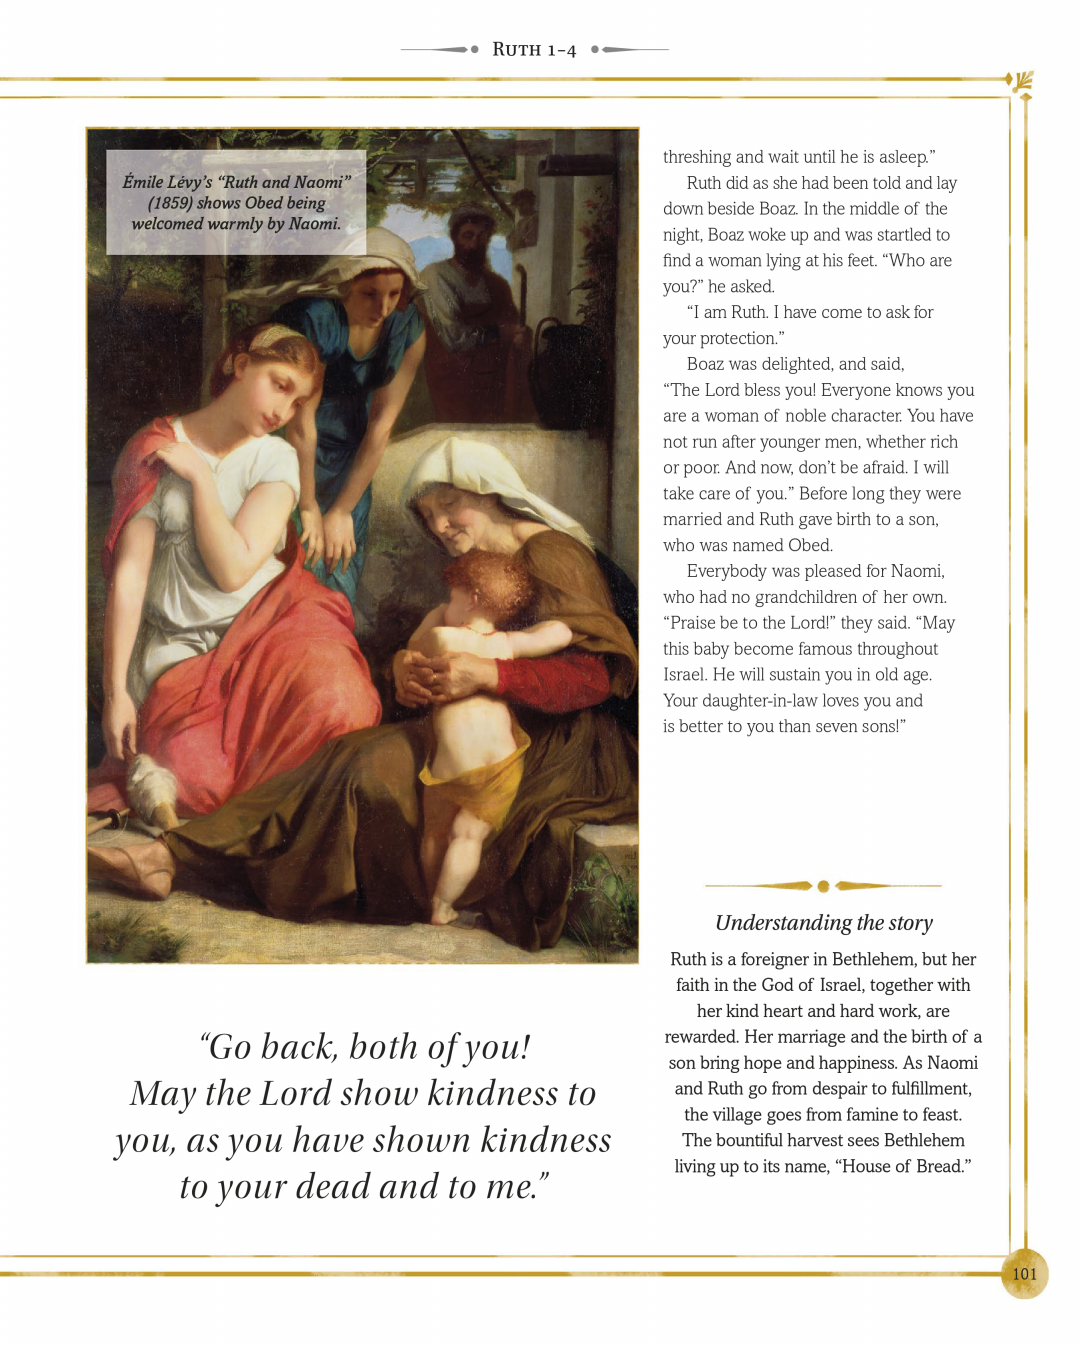 Ruth 1–4
Émile Lévy’s “Ruth and Naomi”
(1859) shows Obed being
welcomed warmly by Naomi.
threshing and wait until he is asleep.”
Ruth did as she had been told and lay
down beside Boaz. In the middle of the
night, Boaz woke up and was startled to
find a woman lying at his feet. “Who are
you?” he asked.
“I am Ruth. I have come to ask for
your protection.”
Boaz was delighted, and said,
“The Lord bless you! Everyone knows you
are a woman of noble character. You have
not run after younger men, whether rich
or poor. And now, don’t be afraid. I will
take care of you.” Before long they were
married and Ruth gave birth to a son,
who was named Obed.
Everybody was pleased for Naomi,
who had no grandchildren of her own.
“Praise be to the Lord!” they said. “May
this baby become famous throughout
Israel. He will sustain you in old age.
Your daughter-in-law loves you and
is better to you than seven sons!”
Understanding the story
Ruth is a foreigner in Bethlehem, but her
faith in the God of Israel, together with
her kind heart and hard work, are
rewarded. Her marriage and the birth of a
son bring hope and happiness. As Naomi
and Ruth go from despair to fulfillment,
the village goes from famine to feast.
The bountiful harvest sees Bethlehem
living up to its name, “House of Bread.”
“Go back, both of you!
May the Lord show kindness to
you, as you have shown kindness
to your dead and to me.”
101